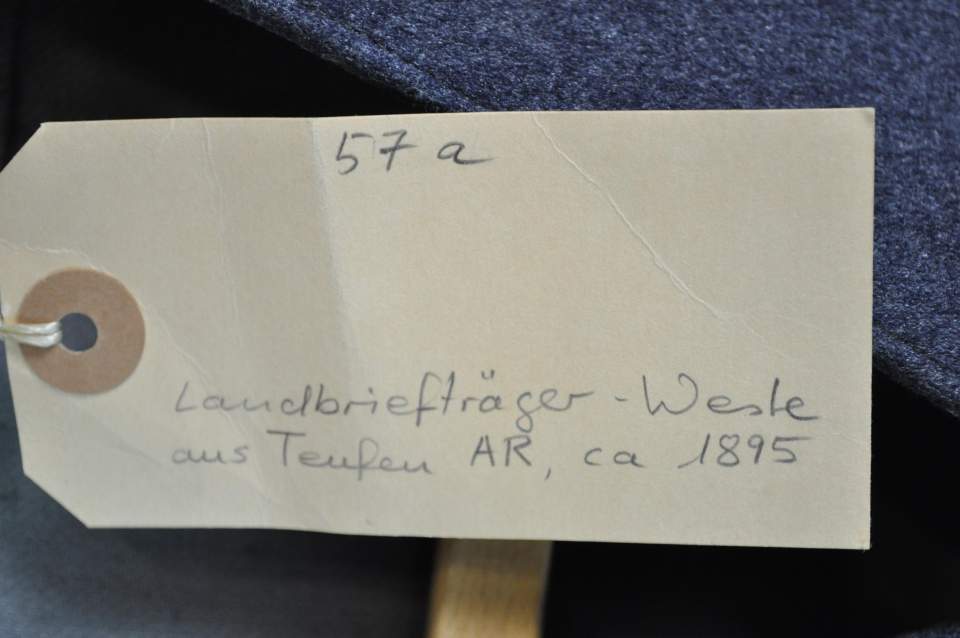 57 a
Landbriefträger - Weste
aus Teufen AR, ca 1895